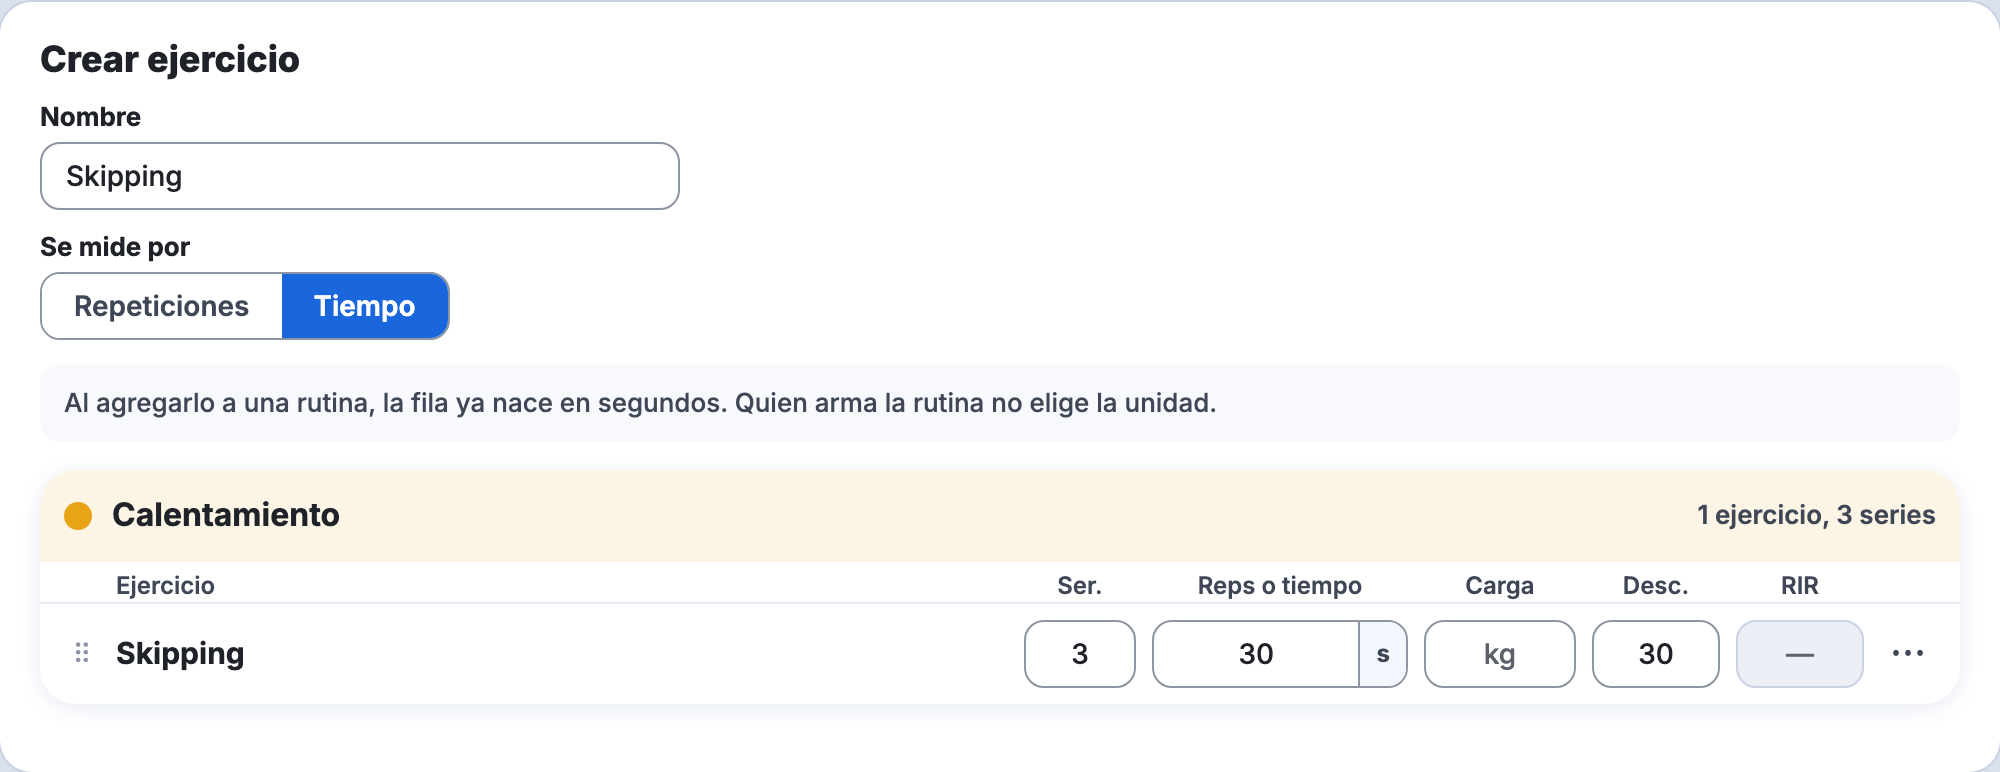 Crear ejercicio
Nombre
Skipping
Se mide por
Repeticiones Tiempo
Al agregarlo a una rutina, la fila ya nace en segundos. Quien arma la rutina no elige la unidad.
Calentamiento 1 ejercicio, 3 series
Ejercicio Ser. Reps o tiempo Carga Desc. RIR
Skipping 3 30 s kg 30 — ···